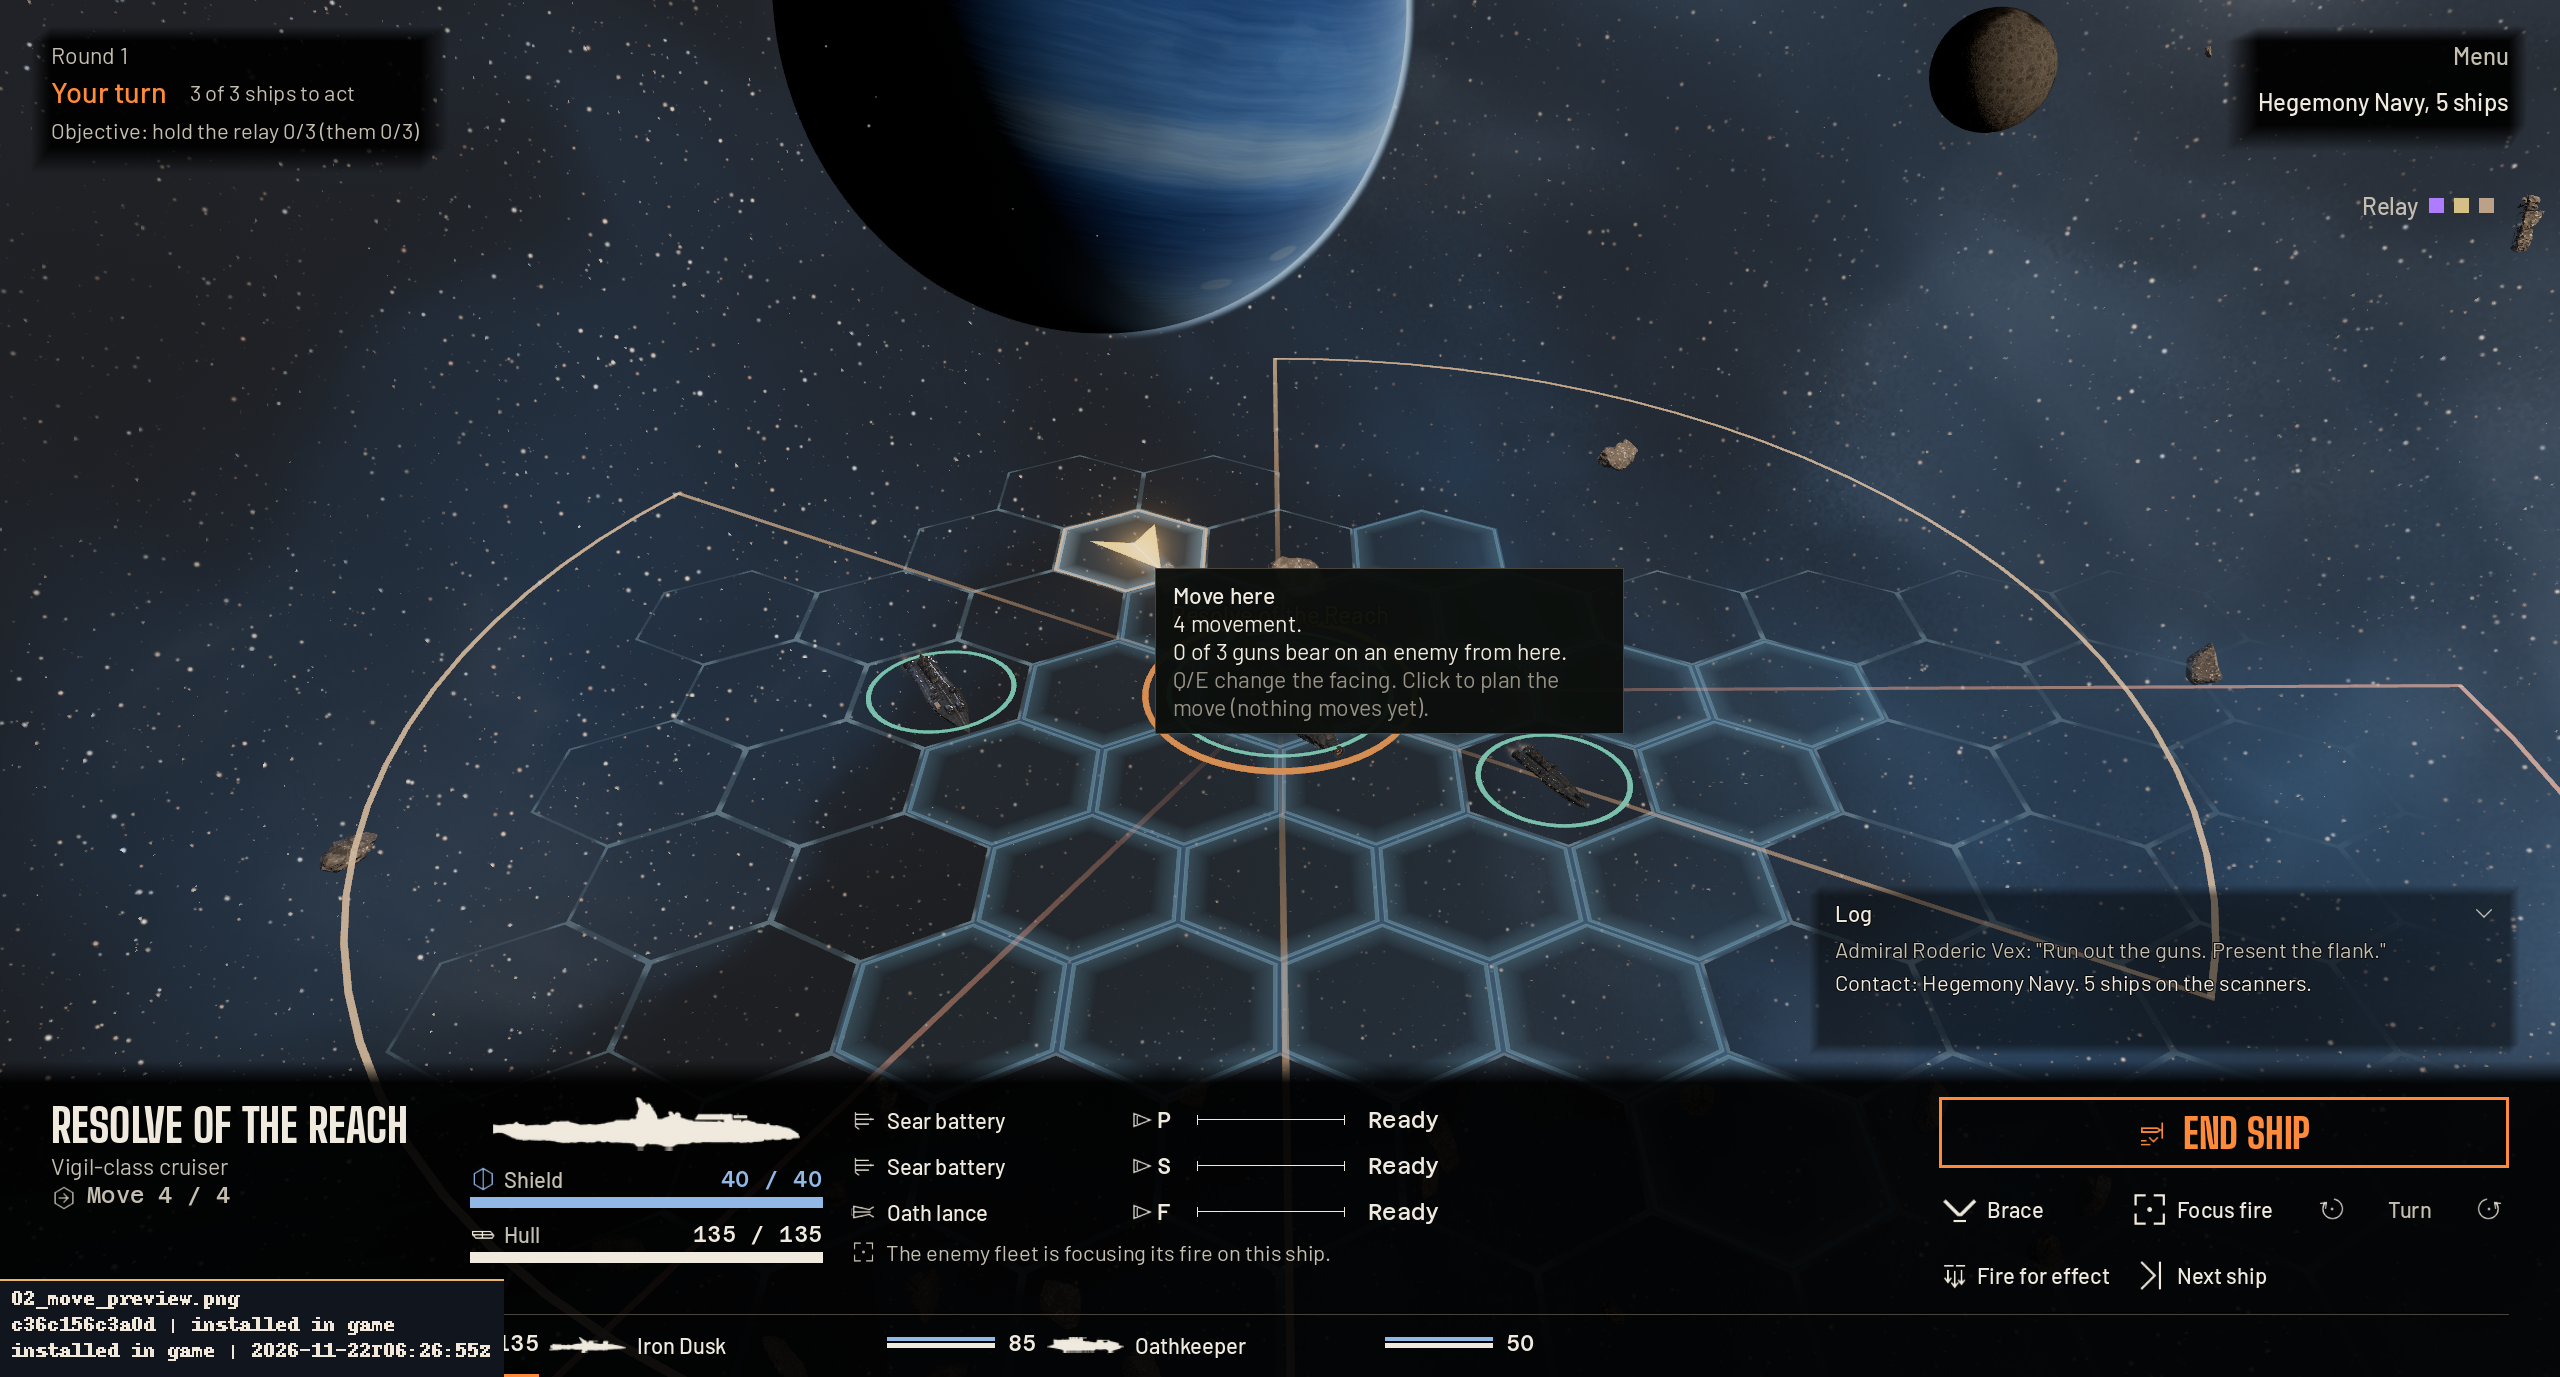 Round 1
Your turn 3 of 3 ships to act
Objective: hold the relay 0/3 (them 0/3)
Menu
Hegemony Navy, 5 ships
Relay
Move here
4 movement.
0 of 3 guns bear on an enemy from here.
Q/E change the facing. Click to plan the
move (nothing moves yet).
Log
Admiral Roderic Vex: "Run out the guns. Present the flank."
Contact: Hegemony Navy. 5 ships on the scanners.
RESOLVE OF THE REACH
Vigil-class cruiser
Move 4 / 4
Shield 40 / 40
Hull 135 / 135
Sear battery P Ready
Sear battery S Ready
Oath lance F Ready
The enemy fleet is focusing its fire on this ship.
END SHIP
Brace Focus fire Turn
Fire for effect Next ship
02_move_preview.png
c36c156c3a0d | installed in game
installed in game | 2026-11-22T06:26:55Z
135 Iron Dusk 85 Oathkeeper 50